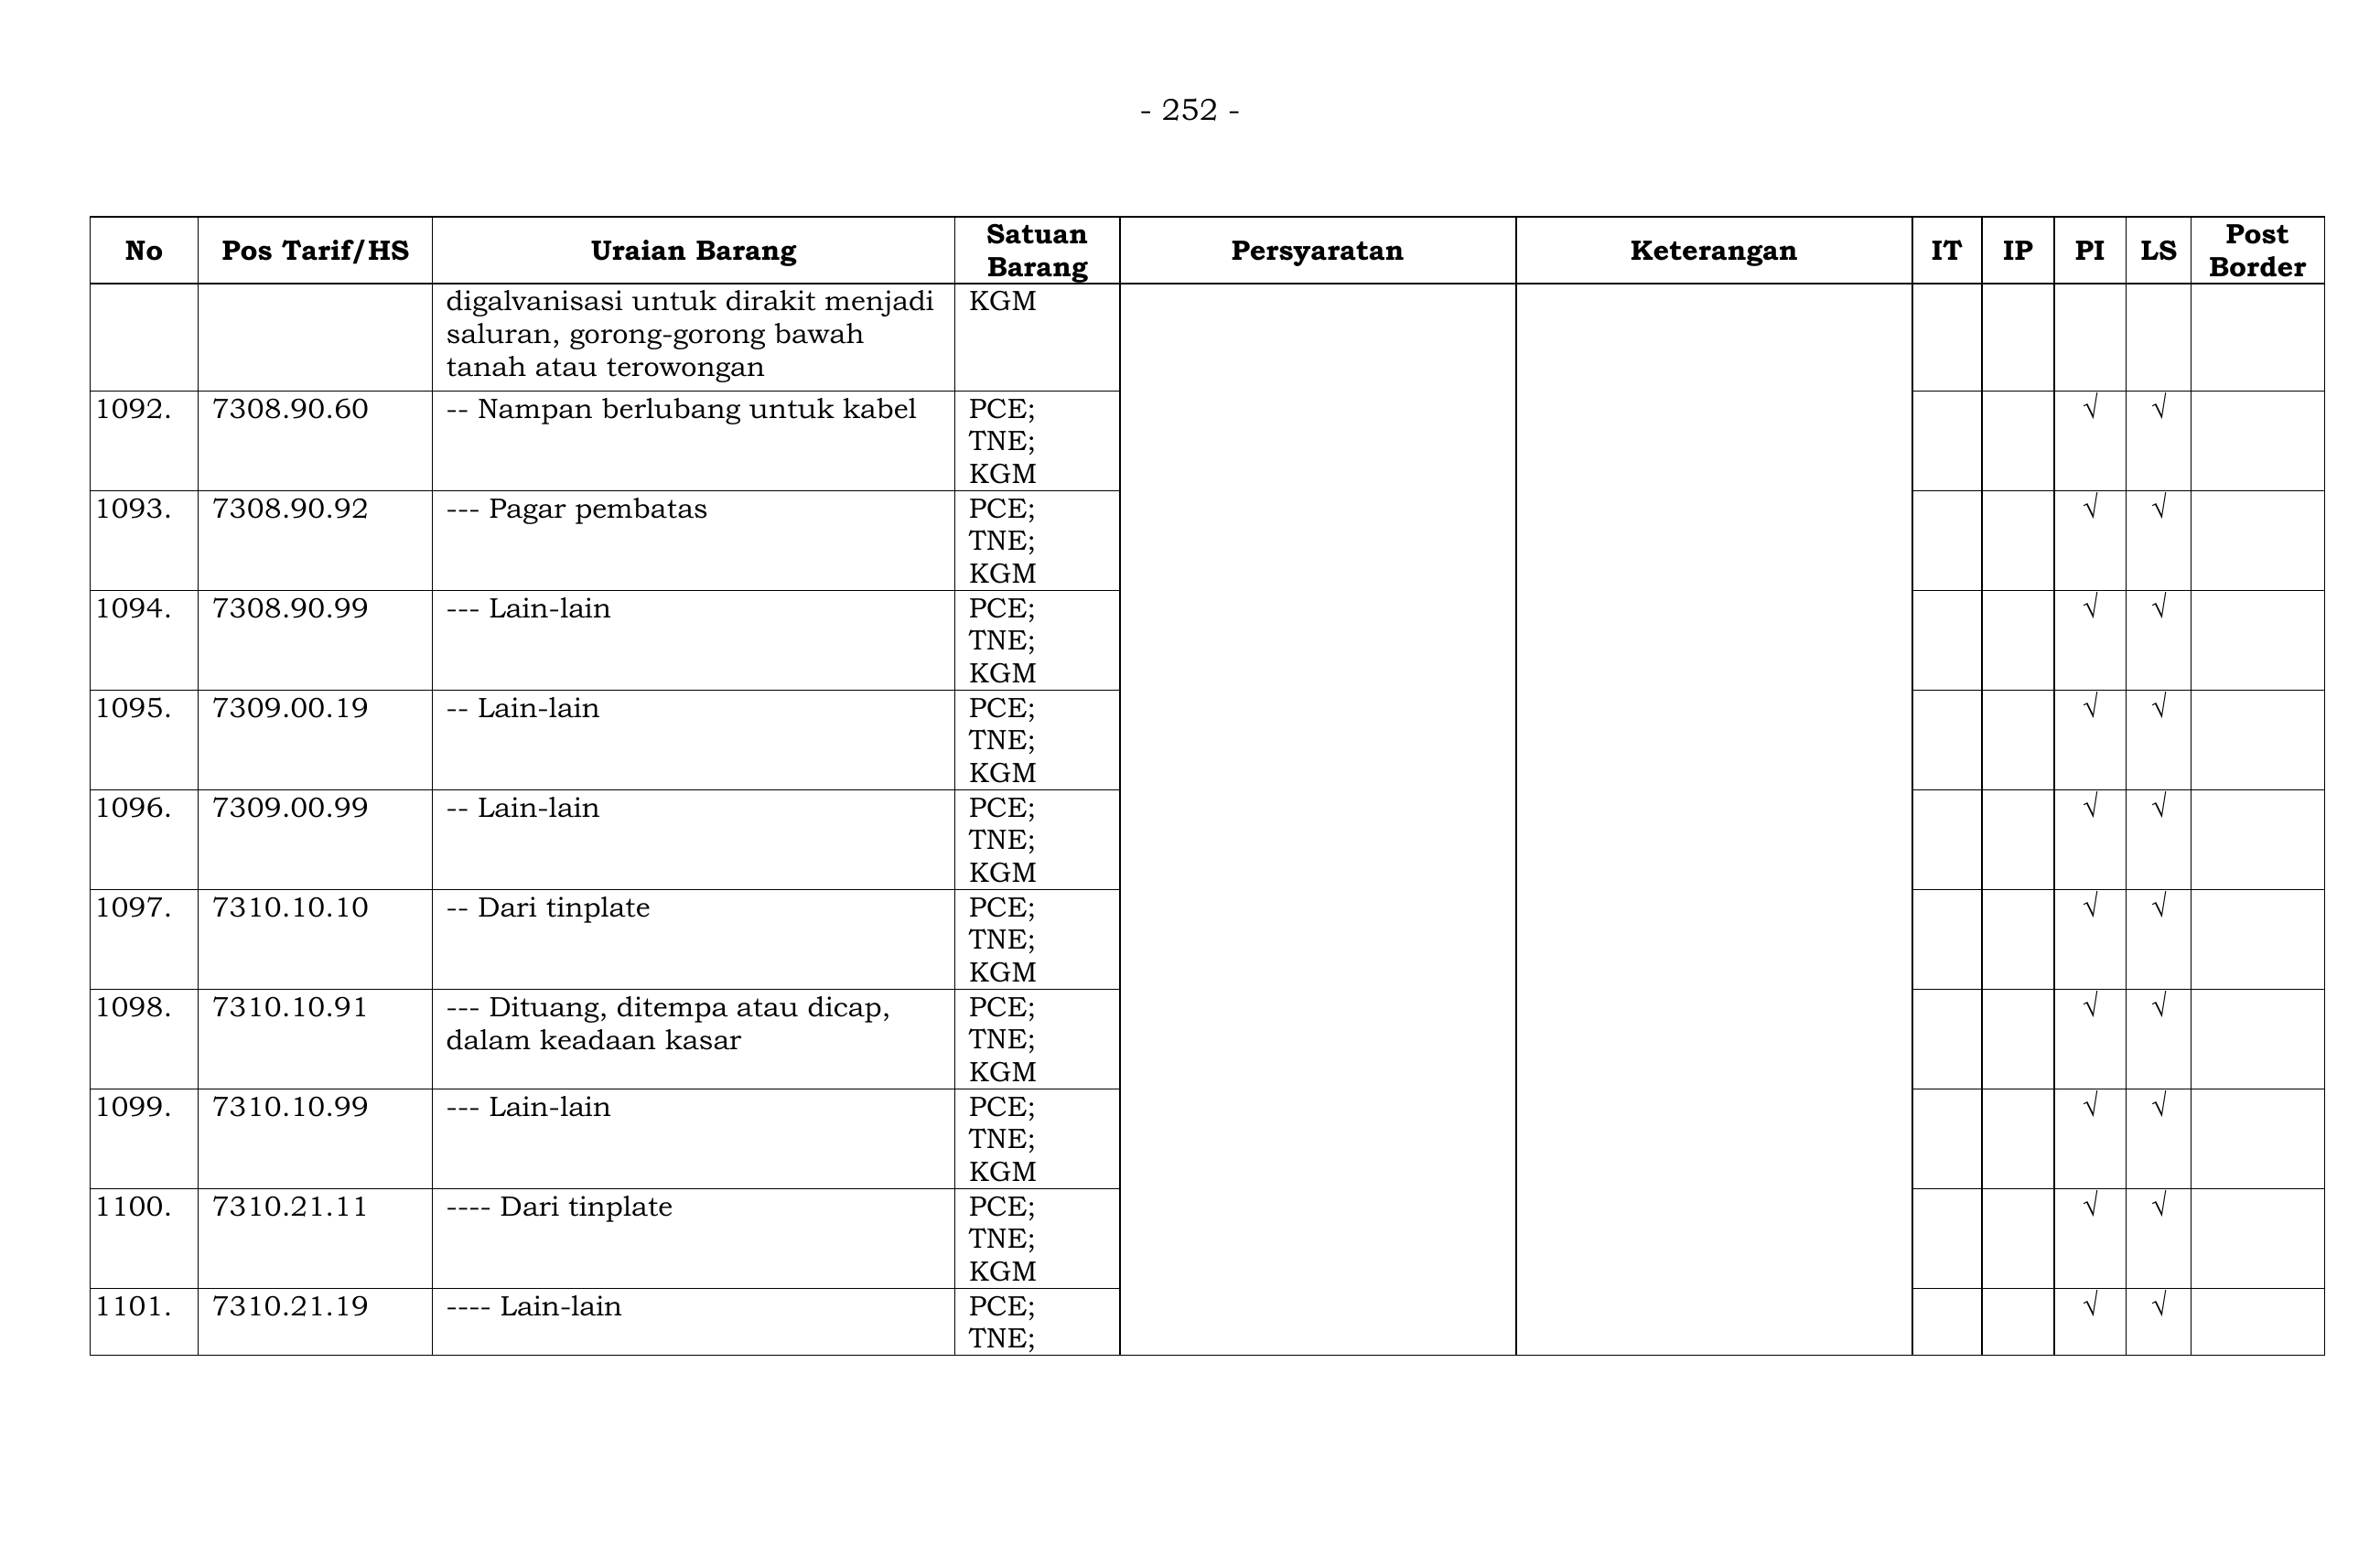 - 252 -
No Pos Tarif/HS Uraian Barang Satuan Barang Persyaratan Keterangan IT IP PI LS Post Border
digalvanisasi untuk dirakit menjadi KGM
saluran, gorong-gorong bawah
tanah atau terowongan
1092. 7308.90.60 -- Nampan berlubang untuk kabel PCE; √ √
TNE;
KGM
1093. 7308.90.92 --- Pagar pembatas PCE; √ √
TNE;
KGM
1094. 7308.90.99 --- Lain-lain PCE; √ √
TNE;
KGM
1095. 7309.00.19 -- Lain-lain PCE; √ √
TNE;
KGM
1096. 7309.00.99 -- Lain-lain PCE; √ √
TNE;
KGM
1097. 7310.10.10 -- Dari tinplate PCE; √ √
TNE;
KGM
1098. 7310.10.91 --- Dituang, ditempa atau dicap, PCE; √ √
dalam keadaan kasar TNE;
KGM
1099. 7310.10.99 --- Lain-lain PCE; √ √
TNE;
KGM
1100. 7310.21.11 ---- Dari tinplate PCE; √ √
TNE;
KGM
1101. 7310.21.19 ---- Lain-lain PCE; √ √
TNE;